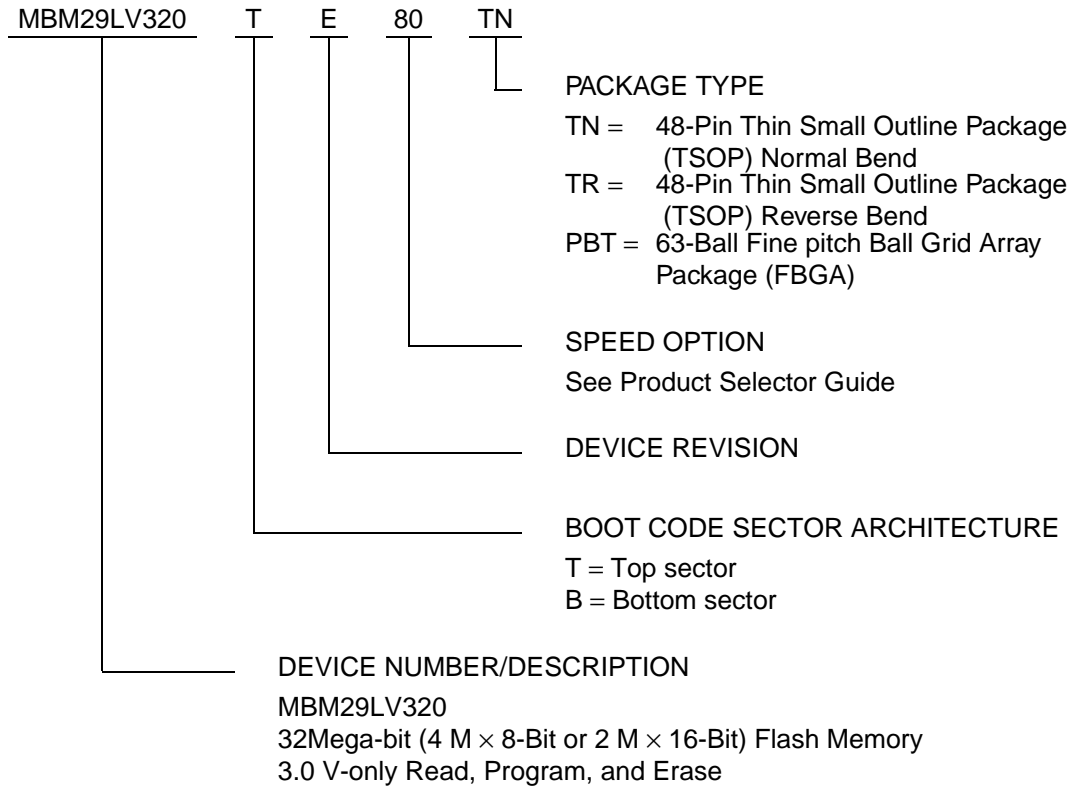 MBM29LV320 T E 80 TN
PACKAGE TYPE
TN = 48-Pin Thin Small Outline Package
(TSOP) Normal Bend
TR = 48-Pin Thin Small Outline Package
(TSOP) Reverse Bend
PBT = 63-Ball Fine pitch Ball Grid Array
Package (FBGA)
SPEED OPTION
See Product Selector Guide
DEVICE REVISION
BOOT CODE SECTOR ARCHITECTURE
T = Top sector
B = Bottom sector
DEVICE NUMBER/DESCRIPTION
MBM29LV320
32Mega-bit (4 M × 8-Bit or 2 M × 16-Bit) Flash Memory
3.0 V-only Read, Program, and Erase